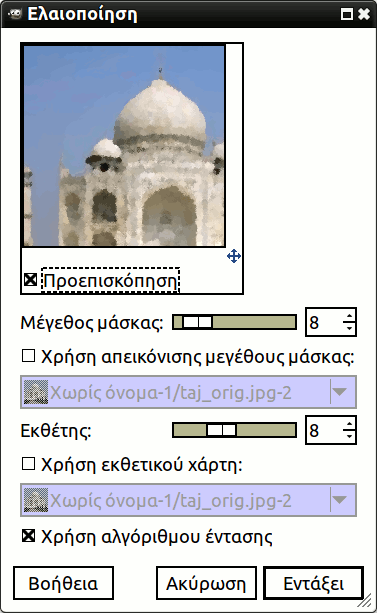 Ελαιοποίηση
Προεπισκόπηση
Μέγεθος μάσκας: 8
Χρήση απεικόνισης μεγέθους μάσκας:
Χωρίς όνομα-1/taj_orig.jpg-2
Εκθέτης: 8
Χρήση εκθετικού χάρτη:
Χωρίς όνομα-1/taj_orig.jpg-2
Χρήση αλγόριθμου έντασης
Βοήθεια Ακύρωση Εντάξει